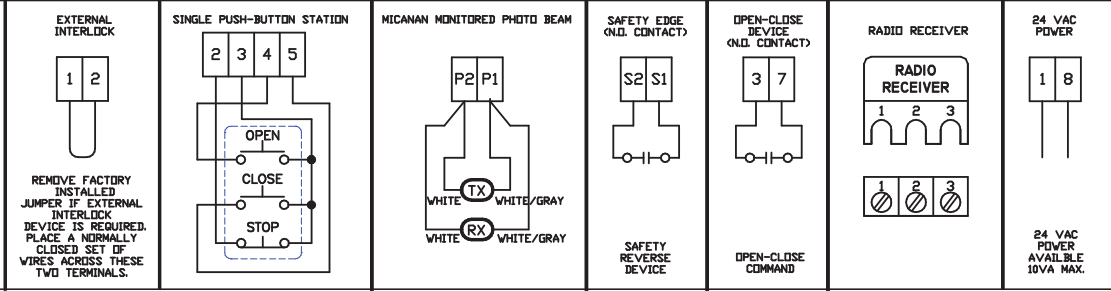 EXTERNAL
INTERLOCK
1 2
REMOVE FACTORY
INSTALLED
JUMPER IF EXTERNAL
INTERLOCK
DEVICE IS REQUIRED.
PLACE A NORMALLY
CLOSED SET OF
WIRES ACROSS THESE
TWO TERMINALS.
SINGLE PUSH-BUTTON STATION
2 3 4 5
OPEN
CLOSE
STOP
MICANAN MONITORED PHOTO BEAM
P2 P1
TX
WHITE WHITE/GRAY
RX
WHITE WHITE/GRAY
SAFETY EDGE
(N.O. CONTACT)
S2 S1
SAFETY
REVERSE
DEVICE
OPEN-CLOSE
DEVICE
(N.O. CONTACT)
3 7
OPEN-CLOSE
COMMAND
RADIO RECEIVER
RADIO
RECEIVER
1 2 3
1 2 3
24 VAC
POWER
1 8
24 VAC
POWER
AVAILBLE
10VA MAX.